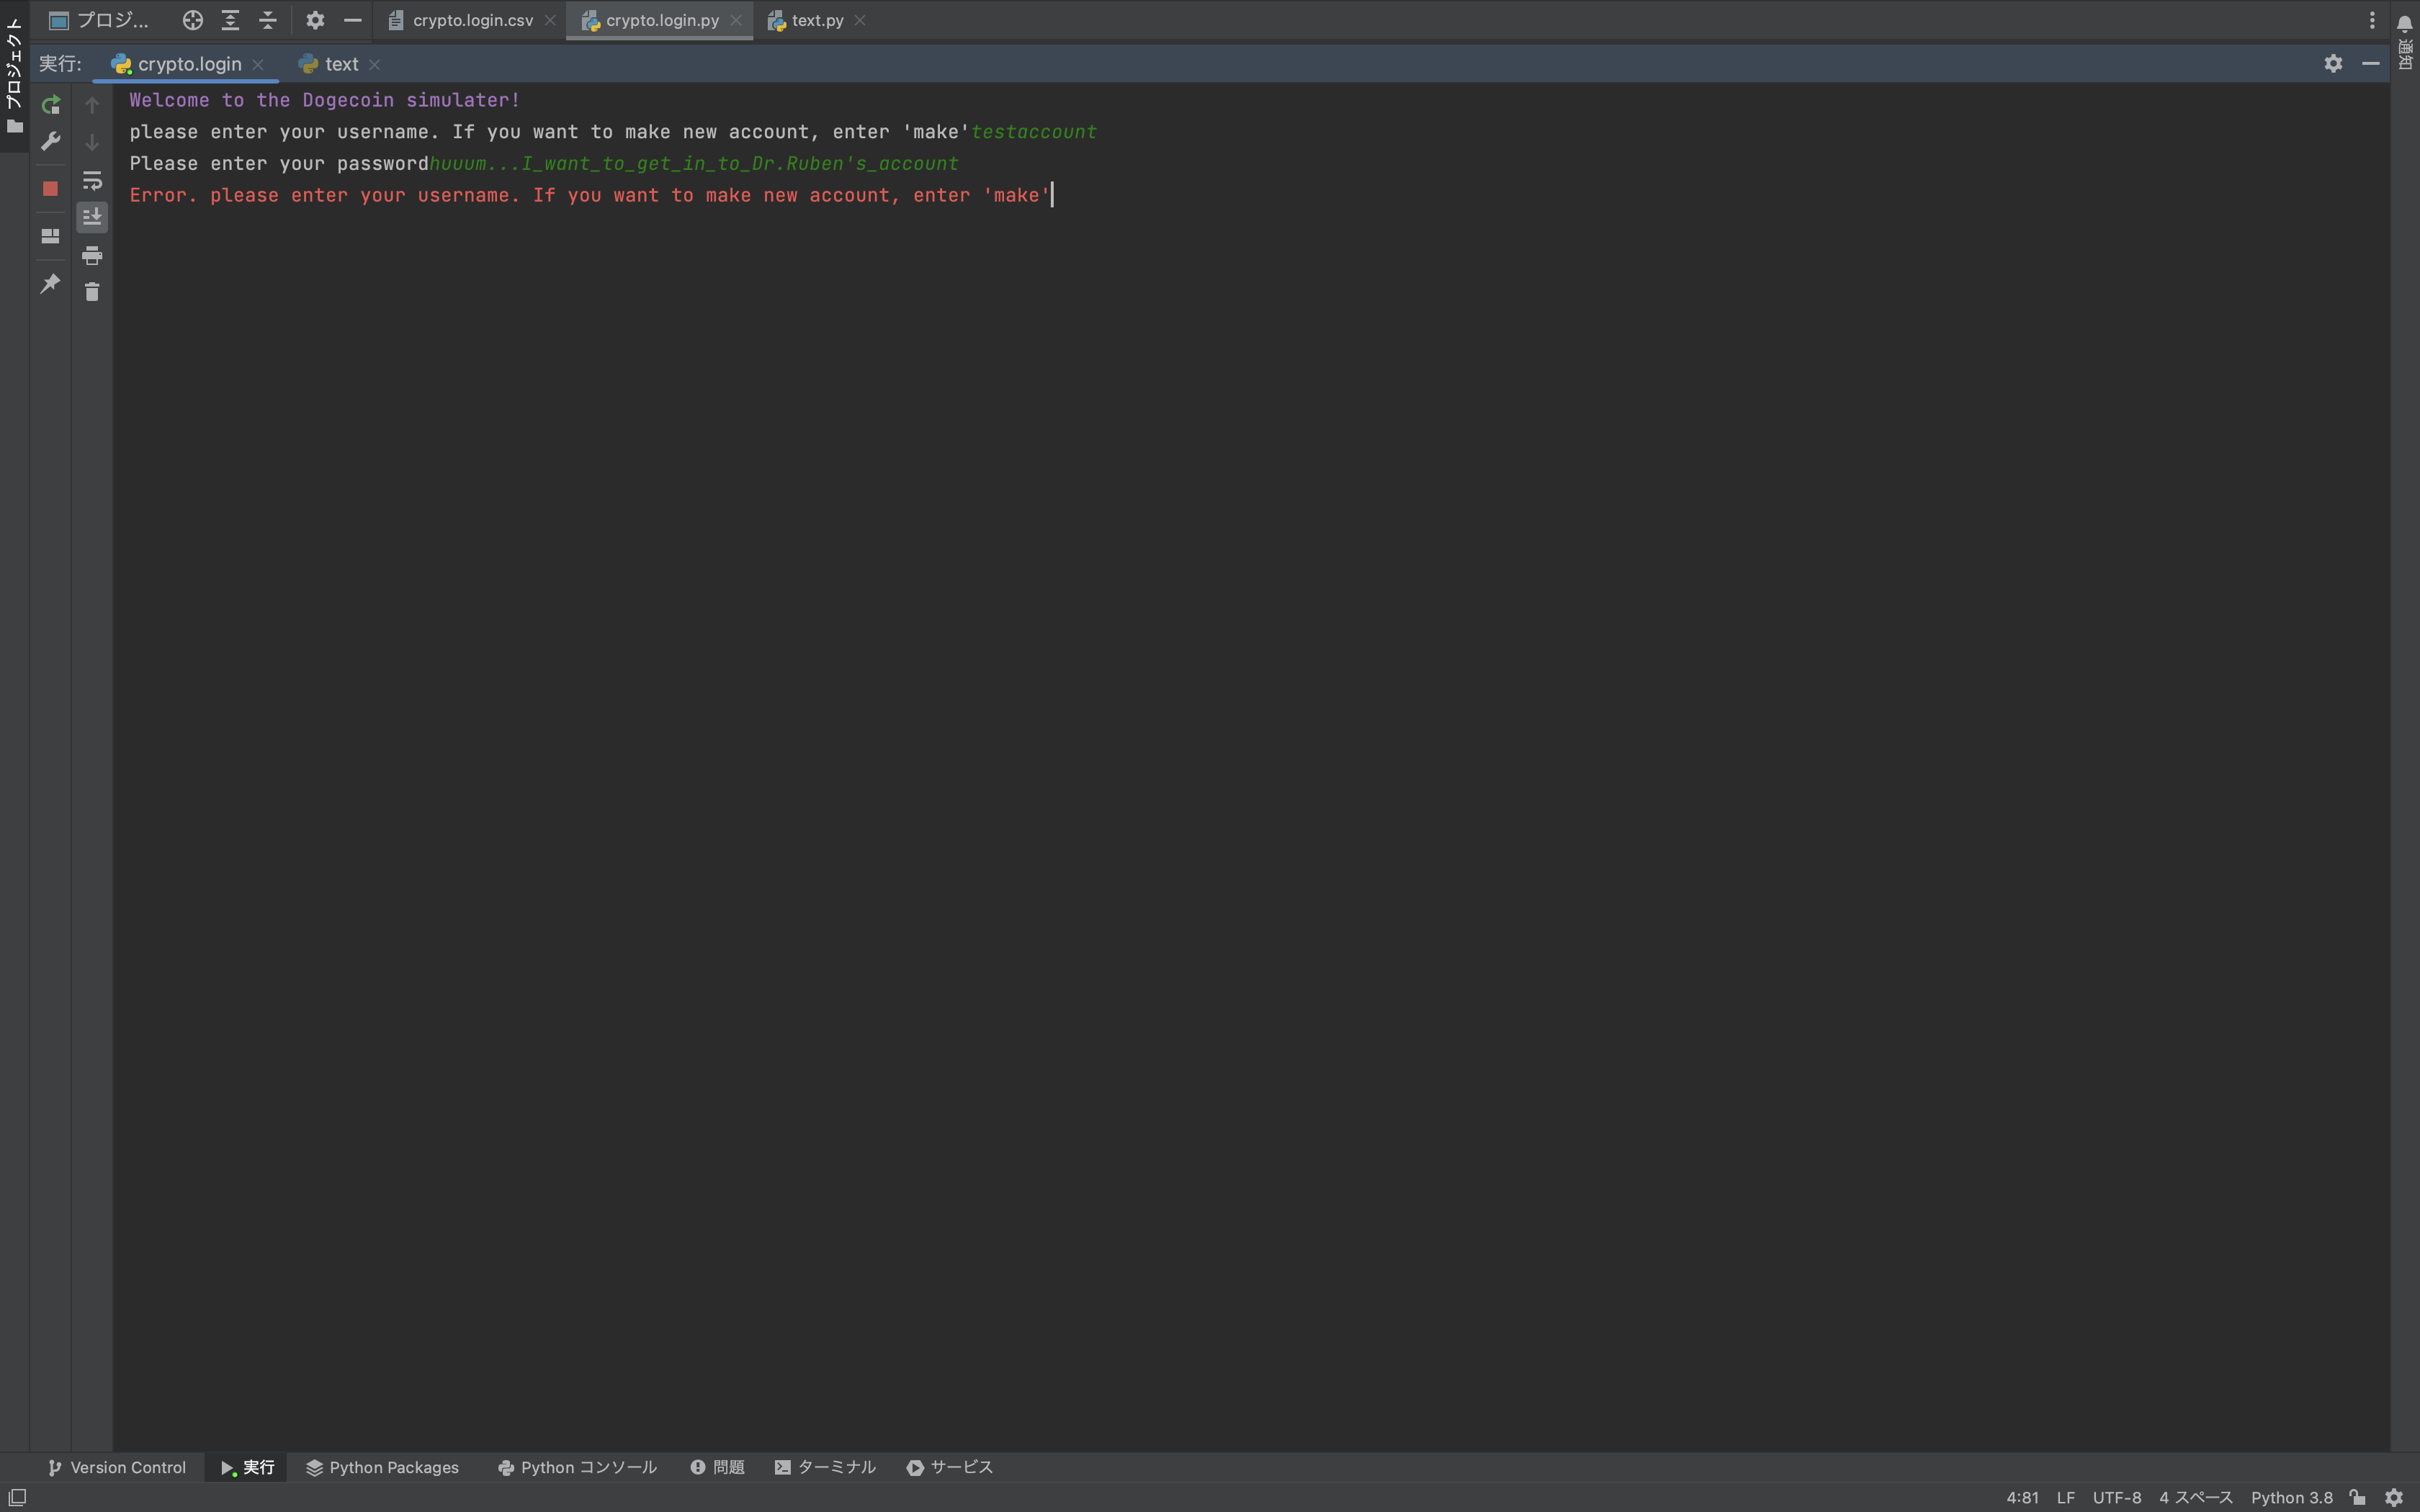 プロジェクト
プロジ...
crypto.login.csv
crypto.login.py
text.py
通知
実行:
crypto.login
text
Welcome to the Dogecoin simulater!
please enter your username. If you want to make new account, enter 'make'testaccount
Please enter your passwordhuuum...I_want_to_get_in_to_Dr.Ruben's_account
Error. please enter your username. If you want to make new account, enter 'make'
Version Control
実行
Python Packages
Python コンソール
問題
ターミナル
サービス
4:81
LF
UTF-8
4 スペース
Python 3.8